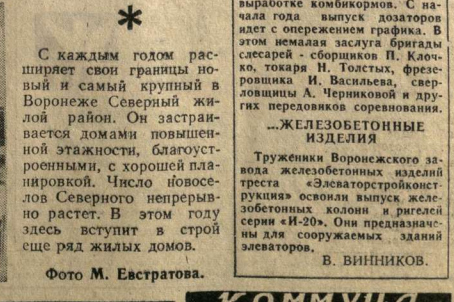 *
С каждым годом рас-
ширяет свои границы но-
вый и самый крупный в
Воронеже Северный жи-
лой район. Он застраи-
вается домами повышен-
ной этажности, благоуст-
роенными, с хорошей пла-
нировкой. Число новосе-
лов Северного непрерыв-
но растет. В этом году
здесь вступит в строй
еще ряд жилых домов.
Фото М. Евстратова.
выработке комбикормов. С на-
чала года выпуск дозаторов
идет с опережением графика. В
этом немалая заслуга бригады
слесарей - сборщиков П. Клоч-
ко, токаря Н. Толстых, фрезе-
ровщика И. Васильева, свер-
ловщицы А. Черниковой и дру-
гих передовиков соревнования.
...ЖЕЛЕЗОБЕТОННЫЕ
ИЗДЕЛИЯ
Труженики Воронежского за-
вода железобетонных изделий
треста «Элеваторстройконст-
рукция» освоили выпуск желе-
зобетонных колонн и ригелей
серии «И-20». Они предназначе-
ны для сооружаемых зданий
элеваторов.
В. ВИННИКОВ.
КОММУНА